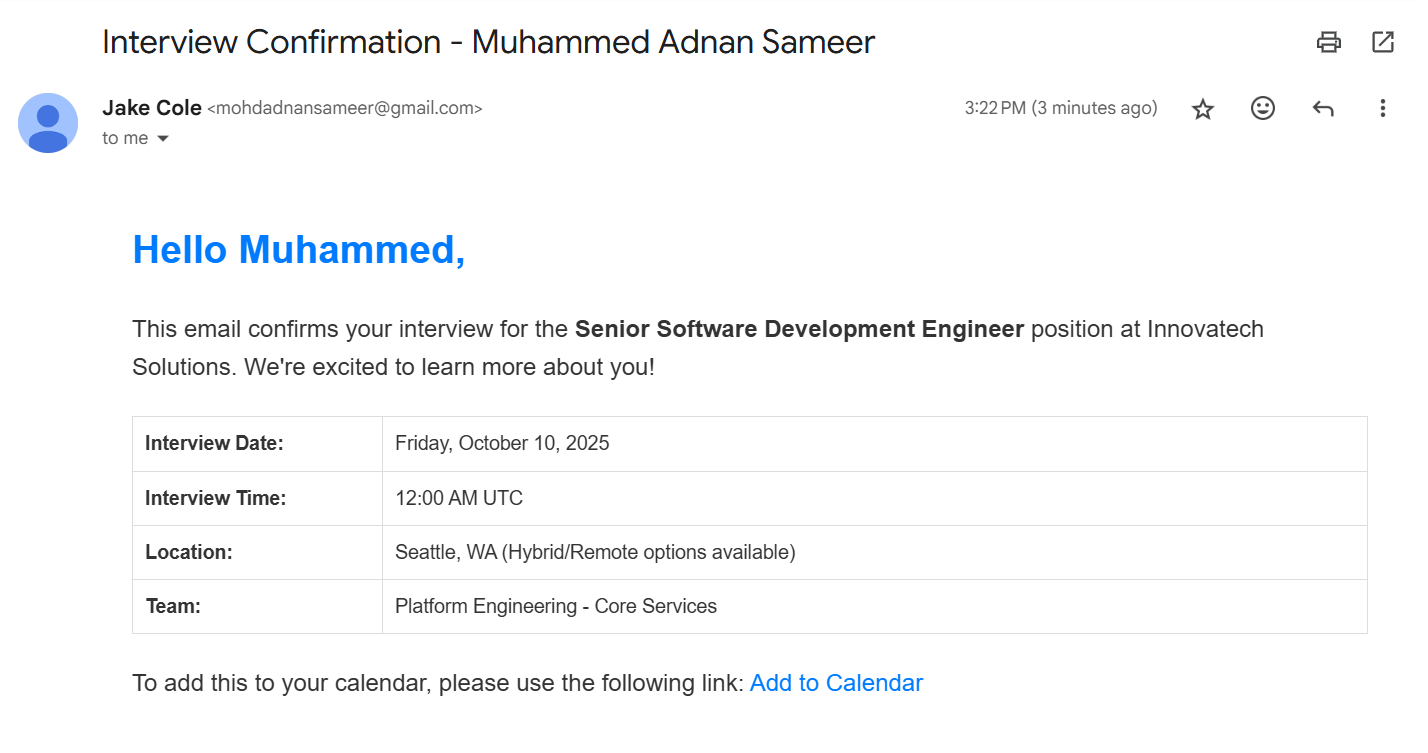 Interview Confirmation - Muhammed Adnan Sameer
Jake Cole <mohdadnansameer@gmail.com>
3:22 PM (3 minutes ago)
to me
Hello Muhammed,
This email confirms your interview for the Senior Software Development Engineer position at Innovatech
Solutions. We're excited to learn more about you!
Interview Date: Friday, October 10, 2025
Interview Time: 12:00 AM UTC
Location: Seattle, WA (Hybrid/Remote options available)
Team: Platform Engineering - Core Services
To add this to your calendar, please use the following link: Add to Calendar